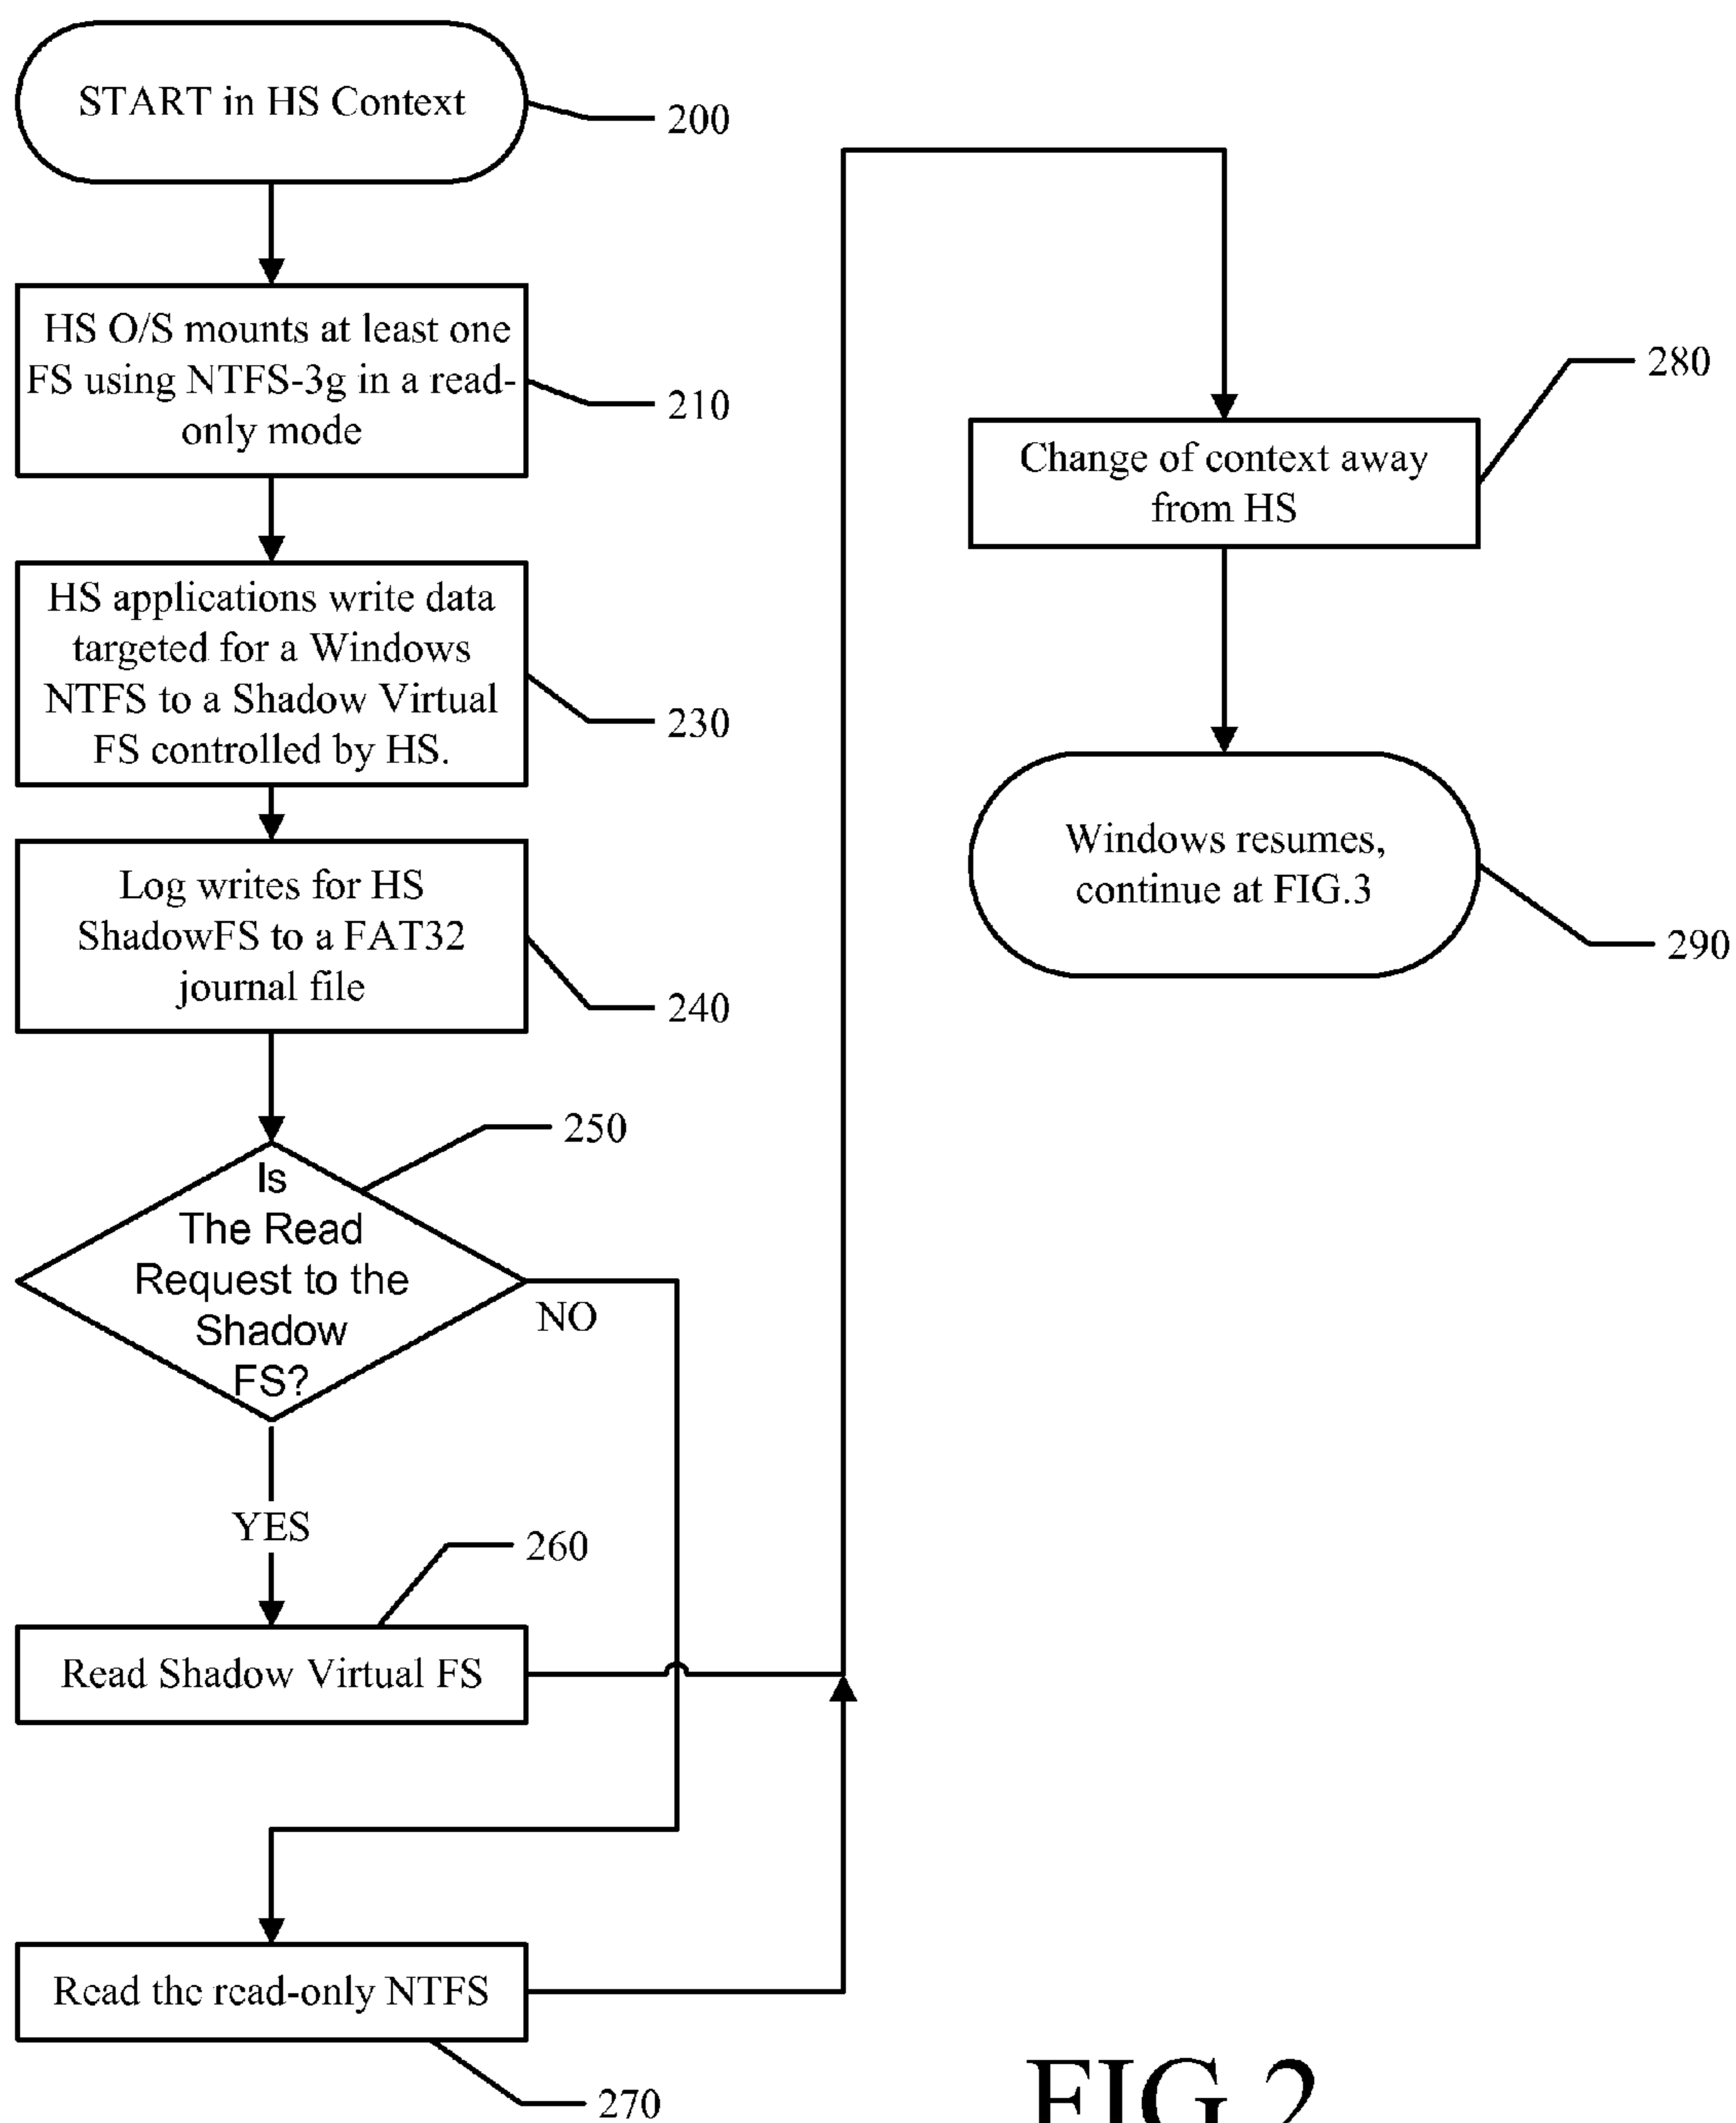 START in HS Context
200
HS O/S mounts at least one
FS using NTFS-3g in a read-
only mode
210
HS applications write data
targeted for a Windows
NTFS to a Shadow Virtual
FS controlled by HS.
230
Log writes for HS
ShadowFS to a FAT32
journal file
240
250
Is
The Read
Request to the
Shadow
FS?
NO
YES
260
Read Shadow Virtual FS
Read the read-only NTFS
270
280
Change of context away
from HS
Windows resumes,
continue at FIG.3
290
FIG.2